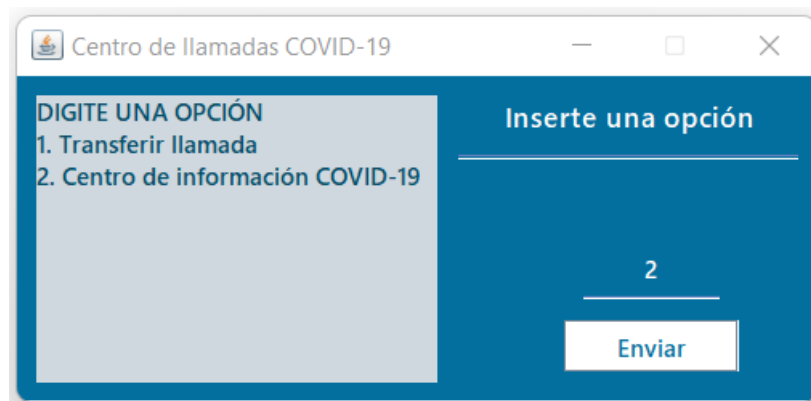 Centro de llamadas COVID-19
DIGITE UNA OPCIÓN
1. Transferir llamada
2. Centro de información COVID-19
Inserte una opción
2
Enviar